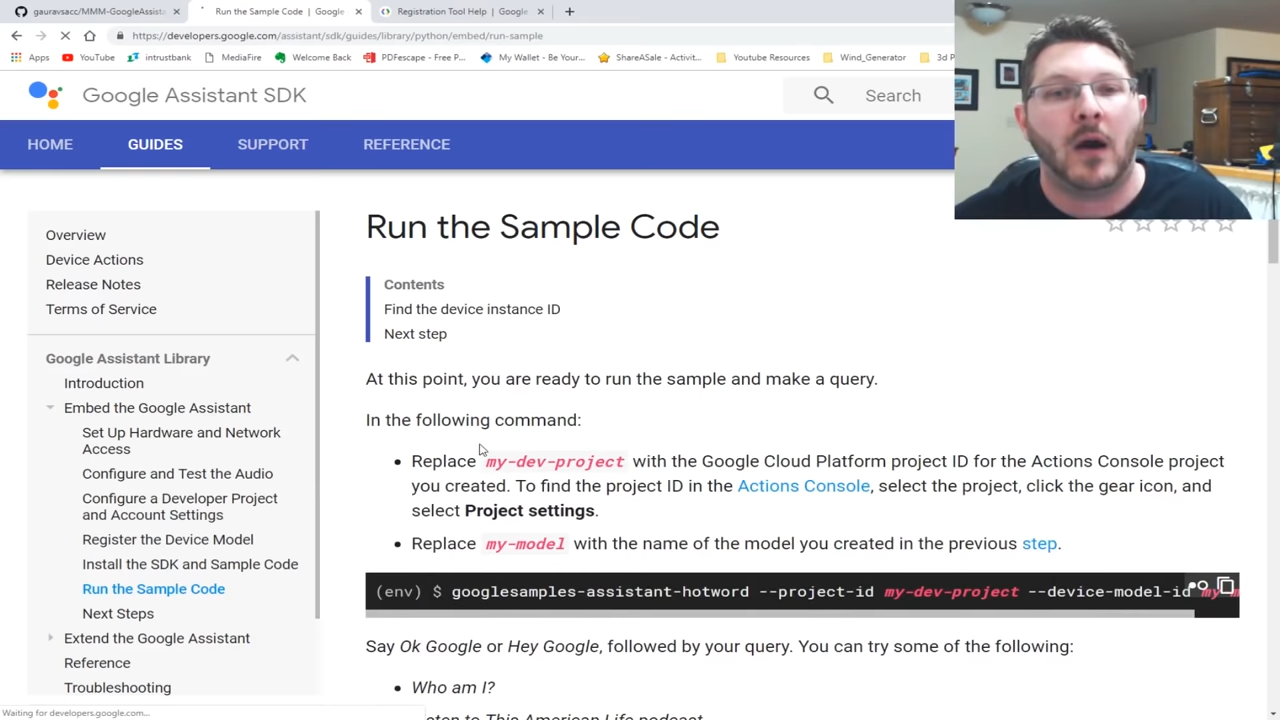 gauravsacc/MMM-GoogleAssista
Run the Sample Code | Google
Registration Tool Help | Google
https://developers.google.com/assistant/sdk/guides/library/python/embed/run-sample
Apps
YouTube
intrustbank
MediaFire
Welcome Back
PDFescape - Free P...
My Wallet - Be Your...
ShareASale - Activit...
Youtube Resources
Wind_Generator
3d P
Google Assistant SDK
Search
HOME
GUIDES
SUPPORT
REFERENCE
Overview
Device Actions
Release Notes
Terms of Service
Google Assistant Library
Introduction
Embed the Google Assistant
Set Up Hardware and Network
Access
Configure and Test the Audio
Configure a Developer Project
and Account Settings
Register the Device Model
Install the SDK and Sample Code
Run the Sample Code
Next Steps
Extend the Google Assistant
Reference
Troubleshooting
Run the Sample Code
Contents
Find the device instance ID
Next step
At this point, you are ready to run the sample and make a query.
In the following command:
• Replace my-dev-project with the Google Cloud Platform project ID for the Actions Console project
you created. To find the project ID in the Actions Console, select the project, click the gear icon, and
select Project settings.
• Replace my-model with the name of the model you created in the previous step.
(env) $ googlesamples-assistant-hotword --project-id my-dev-project --device-model-id my-m
Say Ok Google or Hey Google, followed by your query. You can try some of the following:
• Who am I?
ten to This American Life podcast.
Waiting for developers.google.com...